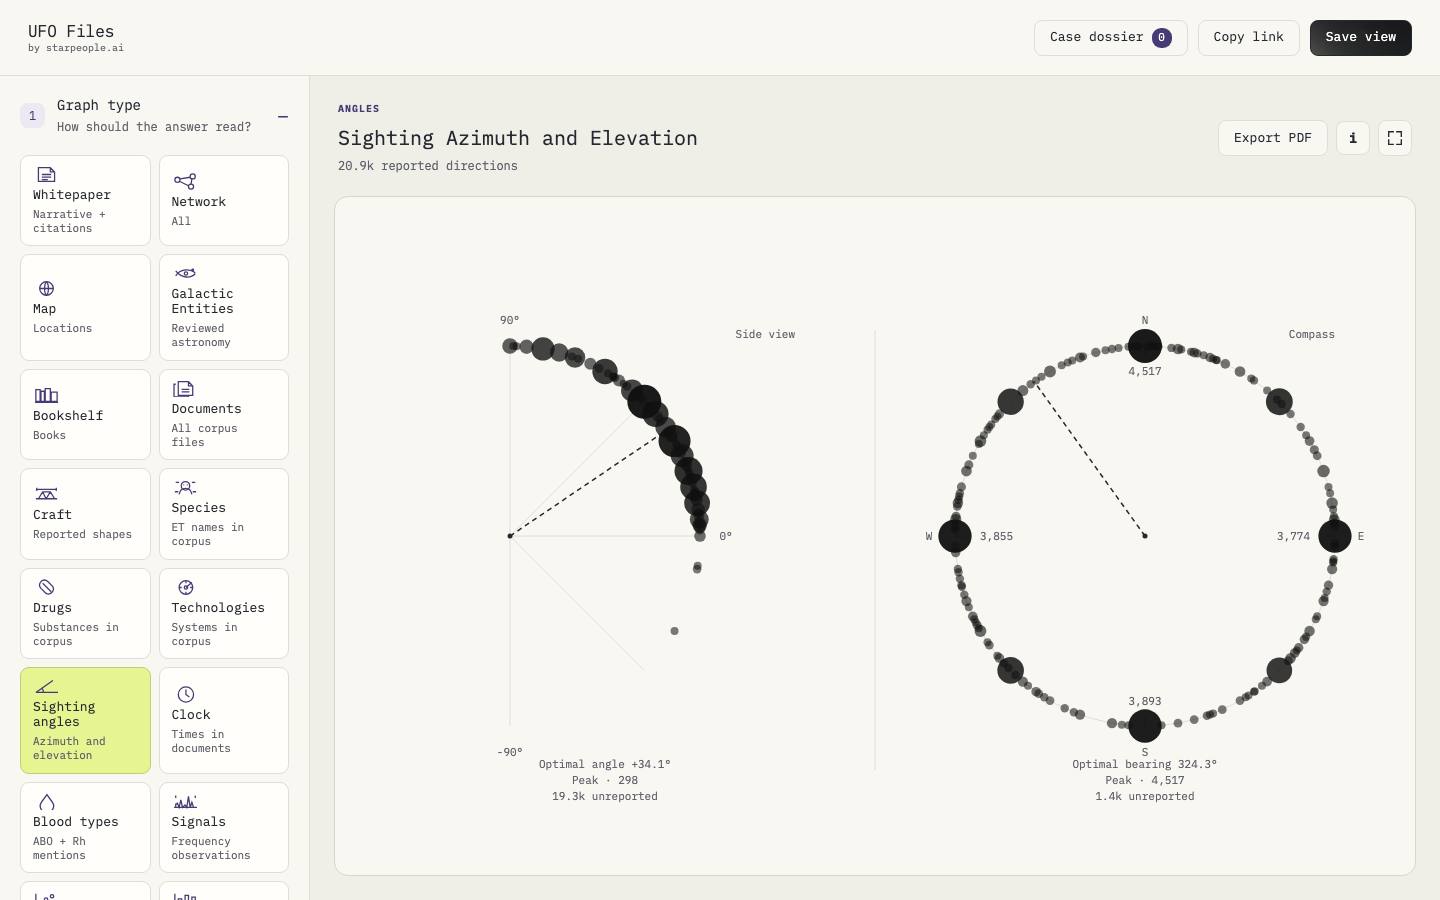 UFO Files
by starpeople.ai
Case dossier 0
Copy link
Save view
1
Graph type
How should the answer read?
Whitepaper
Narrative +
citations
Network
All
Map
Locations
Galactic
Entities
Reviewed
astronomy
Bookshelf
Books
Documents
All corpus
files
Craft
Reported shapes
Species
ET names in
corpus
Drugs
Substances in
corpus
Technologies
Systems in
corpus
Sighting
angles
Azimuth and
elevation
Clock
Times in
documents
Blood types
ABO + Rh
mentions
Signals
Frequency
observations
ANGLES
Sighting Azimuth and Elevation
20.9k reported directions
Export PDF
i
90°
Side view
0°
-90°
Optimal angle +34.1°
Peak · 298
19.3k unreported
N
Compass
4,517
W
3,855
3,774
E
3,893
S
Optimal bearing 324.3°
Peak · 4,517
1.4k unreported